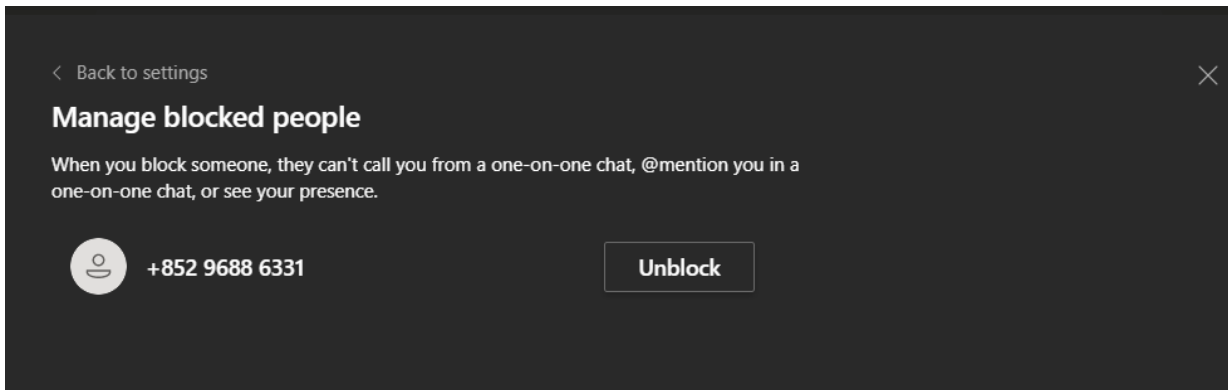 Back to settings
Manage blocked people
When you block someone, they can't call you from a one-on-one chat, @mention you in a
one-on-one chat, or see your presence.
+852 9688 6331
Unblock